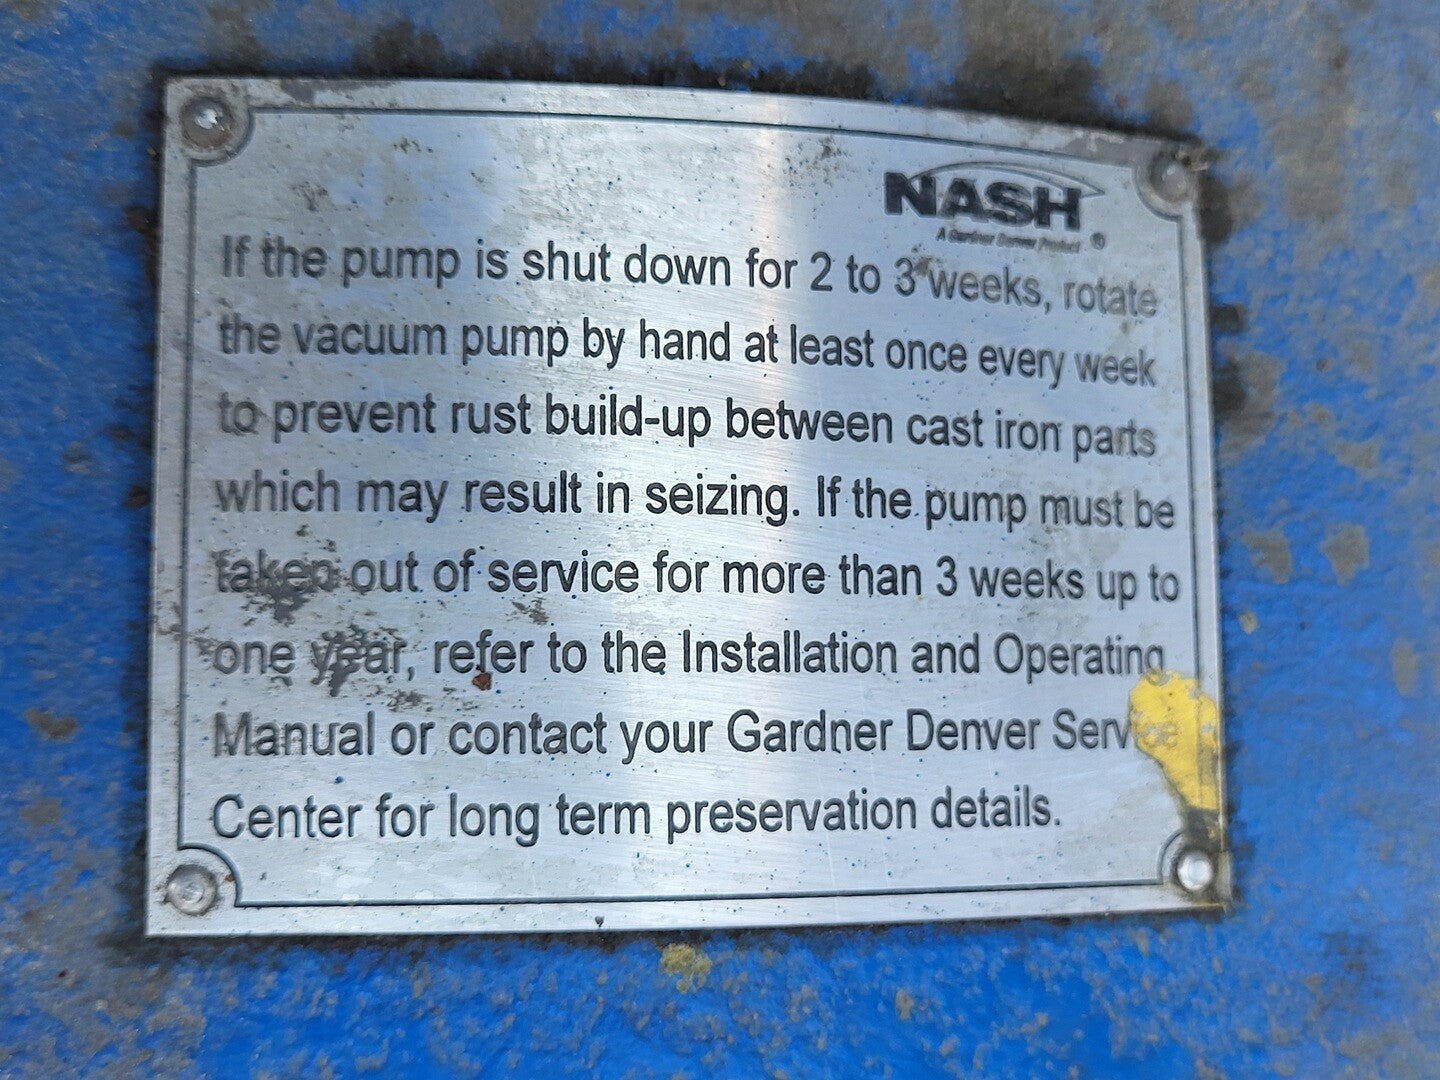 NASH
A Gardner Denver Product ®
If the pump is shut down for 2 to 3 weeks, rotate
the vacuum pump by hand at least once every week
to prevent rust build-up between cast iron parts
which may result in seizing. If the pump must be
taken out of service for more than 3 weeks up to
one year, refer to the Installation and Operating
Manual or contact your Gardner Denver Service
Center for long term preservation details.